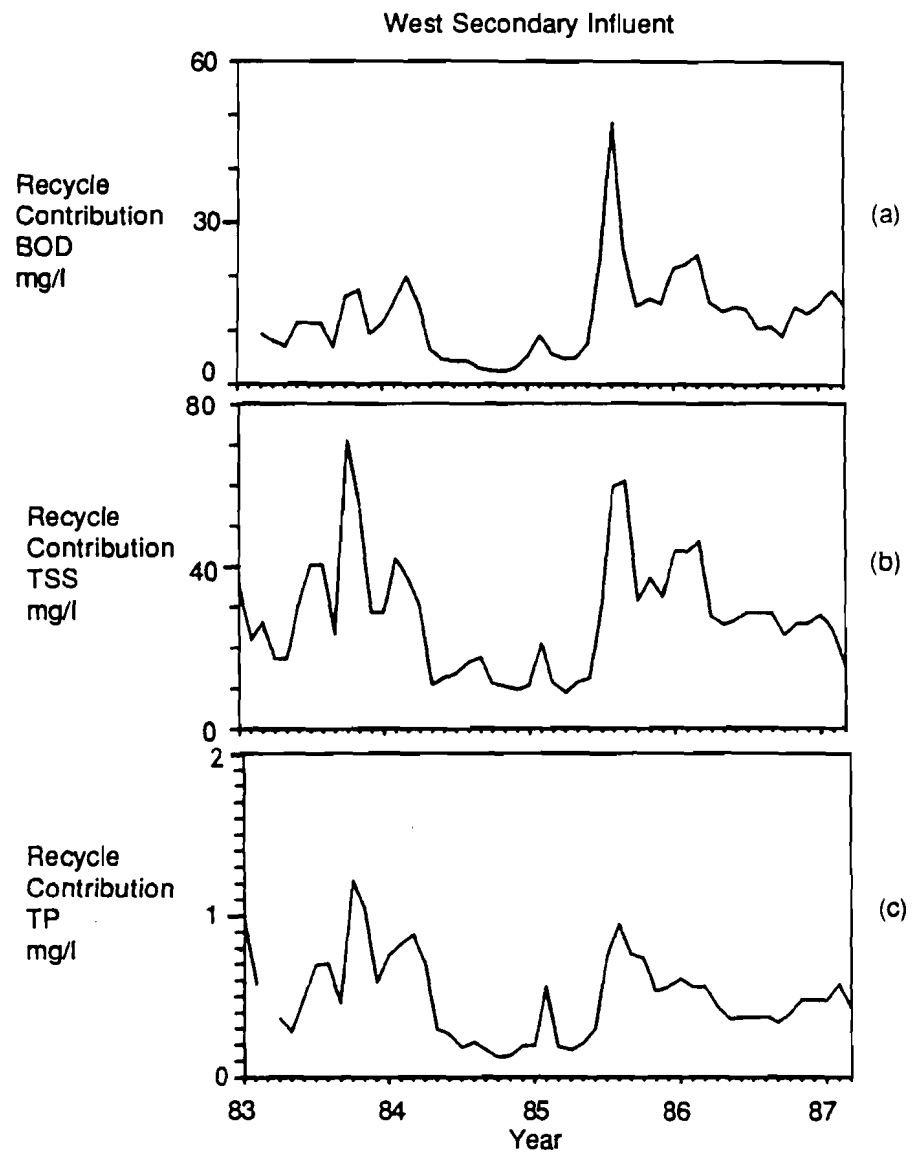 West Secondary Influent
60
30
0
Recycle
Contribution
BOD
mg/l
(a)
80
40
0
Recycle
Contribution
TSS
mg/l
(b)
2
1
0
Recycle
Contribution
TP
mg/l
(c)
83 84 85 86 87
Year